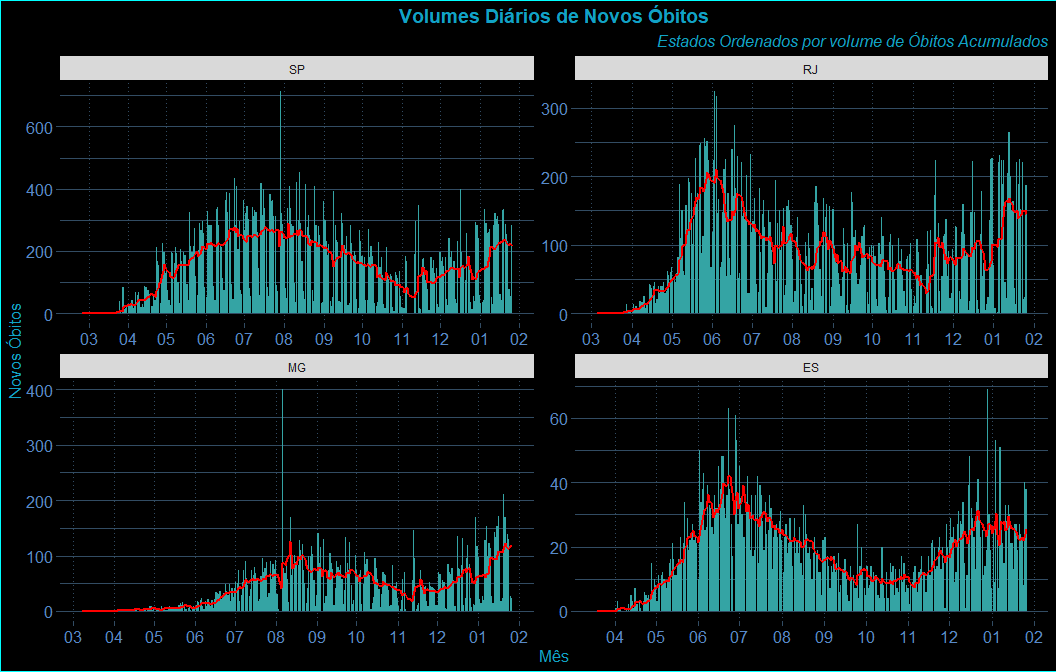 Volumes Diários de Novos Óbitos
Estados Ordenados por volume de Óbitos Acumulados
SP
600
400
200
0
03 04 05 06 07 08 09 10 11 12 01 02
RJ
300
200
100
0
03 04 05 06 07 08 09 10 11 12 01 02
Novos Óbitos
MG
400
300
200
100
0
03 04 05 06 07 08 09 10 11 12 01 02
ES
60
40
20
0
04 05 06 07 08 09 10 11 12 01 02
Mês